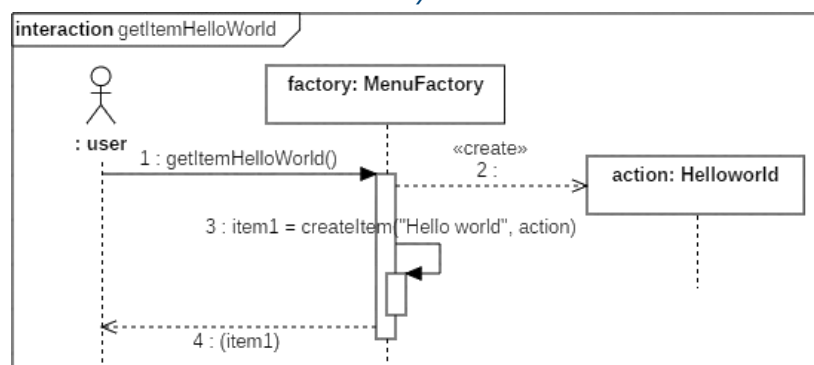 interaction getItemHelloWorld
factory: MenuFactory
: user
1 : getItemHelloWorld()
«create»
2 :
action: Helloworld
3 : item1 = createItem("Hello world", action)
4 : (item1)